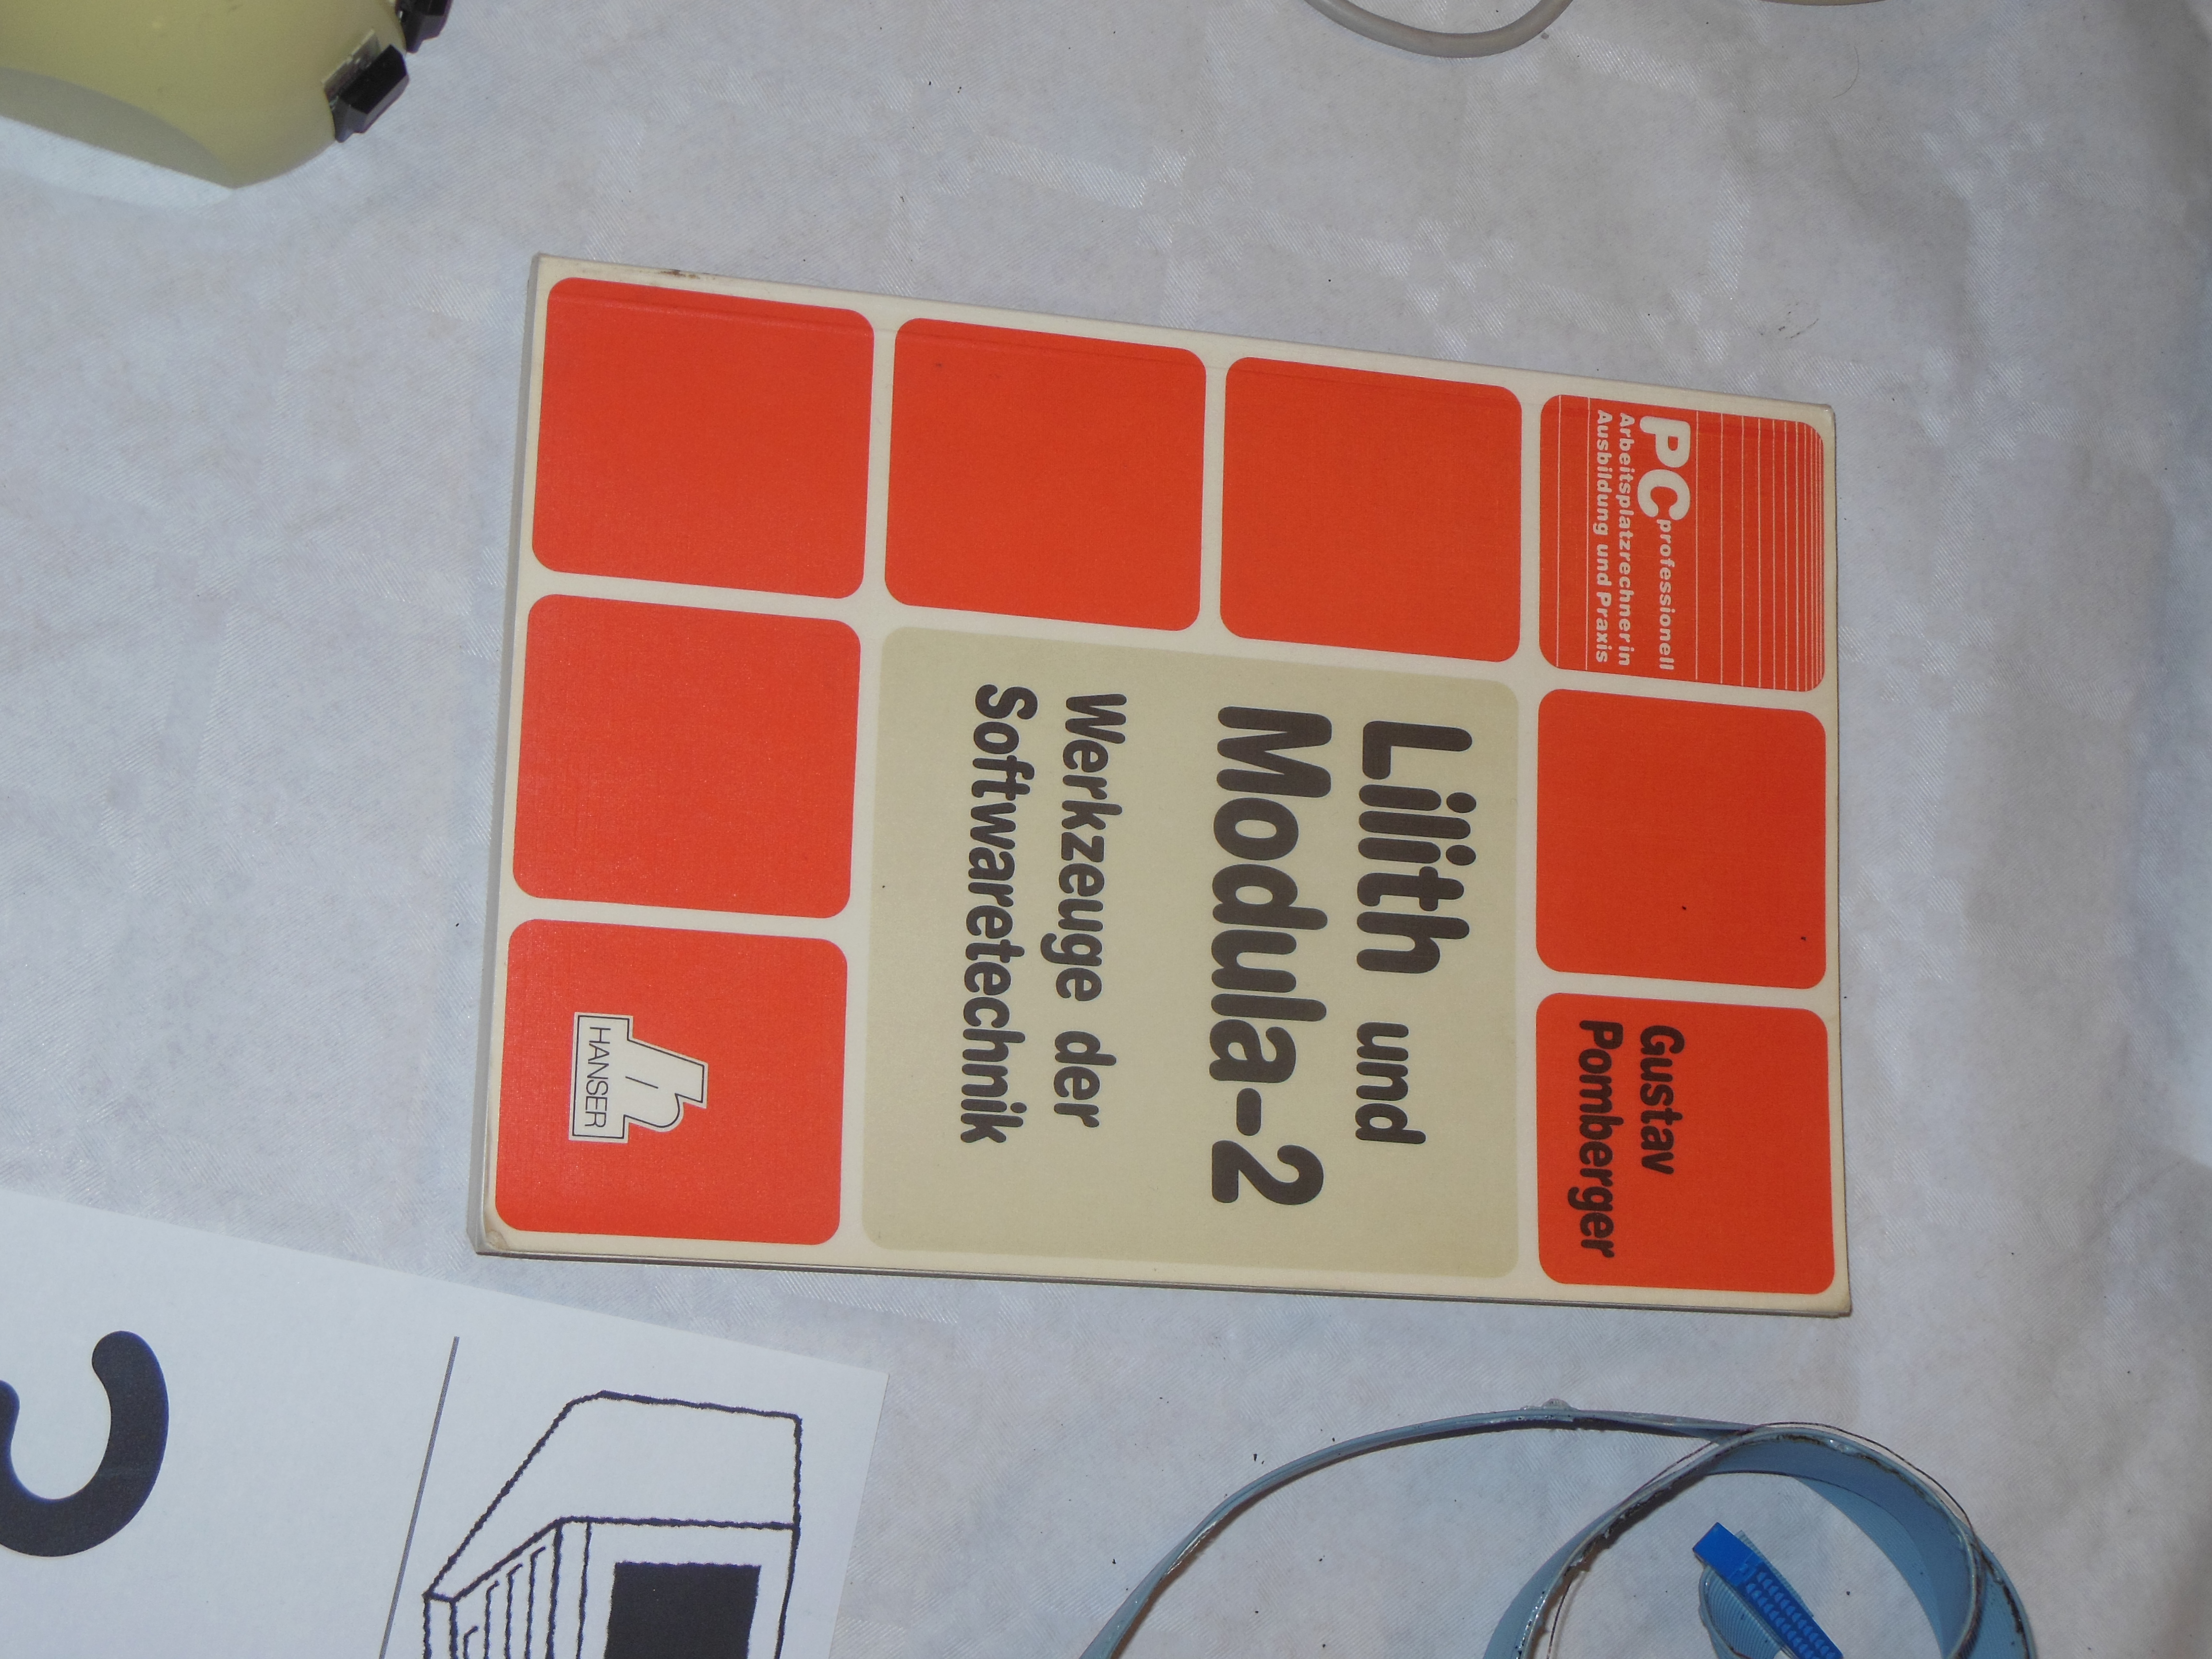 PC professionell
Arbeitsplatzrechner in
Ausbildung und Praxis
Gustav
Pomberger
Lilith und
Modula-2
Werkzeuge der
Softwaretechnik
h
HANSER